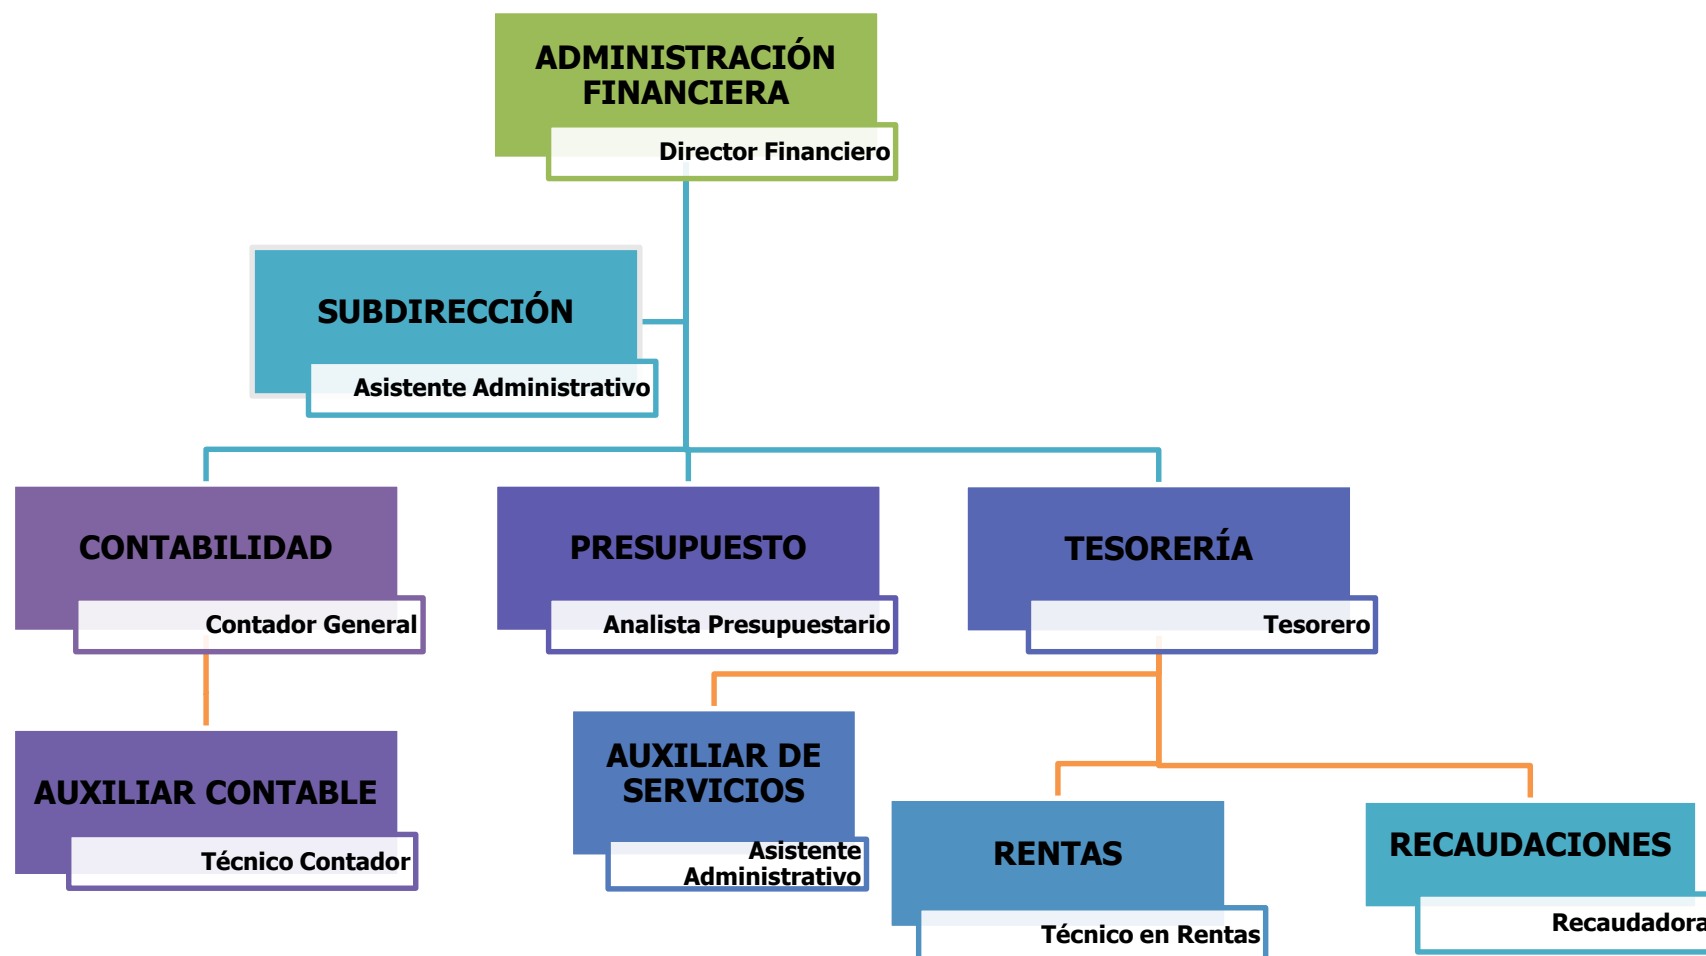 ADMINISTRACIÓN
FINANCIERA
Director Financiero
SUBDIRECCIÓN
Asistente Administrativo
CONTABILIDAD
Contador General
PRESUPUESTO
Analista Presupuestario
TESORERÍA
Tesorero
AUXILIAR CONTABLE
Técnico Contador
AUXILIAR DE
SERVICIOS
Asistente
Administrativo
RENTAS
Técnico en Rentas
RECAUDACIONES
Recaudadora